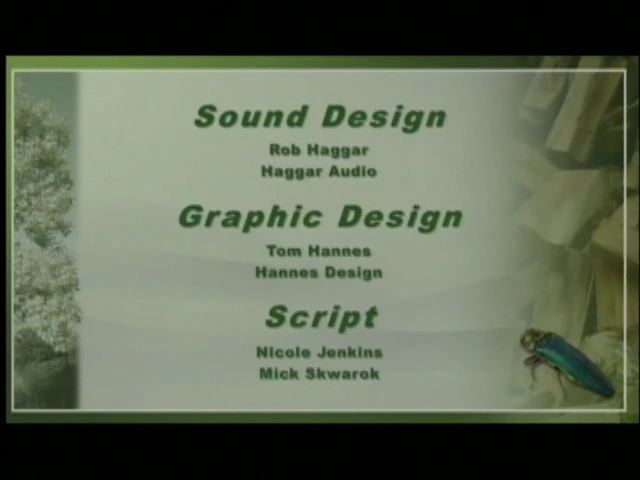 Sound Design
Rob Haggar
Haggar Audio
Graphic Design
Tom Hannes
Hannes Design
Script
Nicole Jenkins
Mick Skwarok